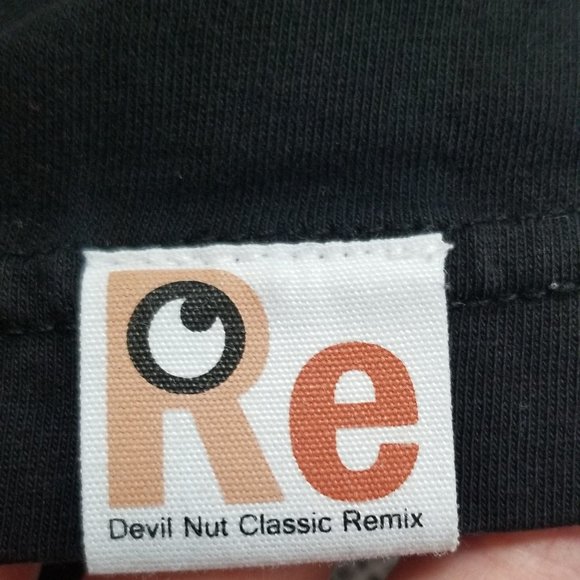 Re
Devil Nut Classic Remix